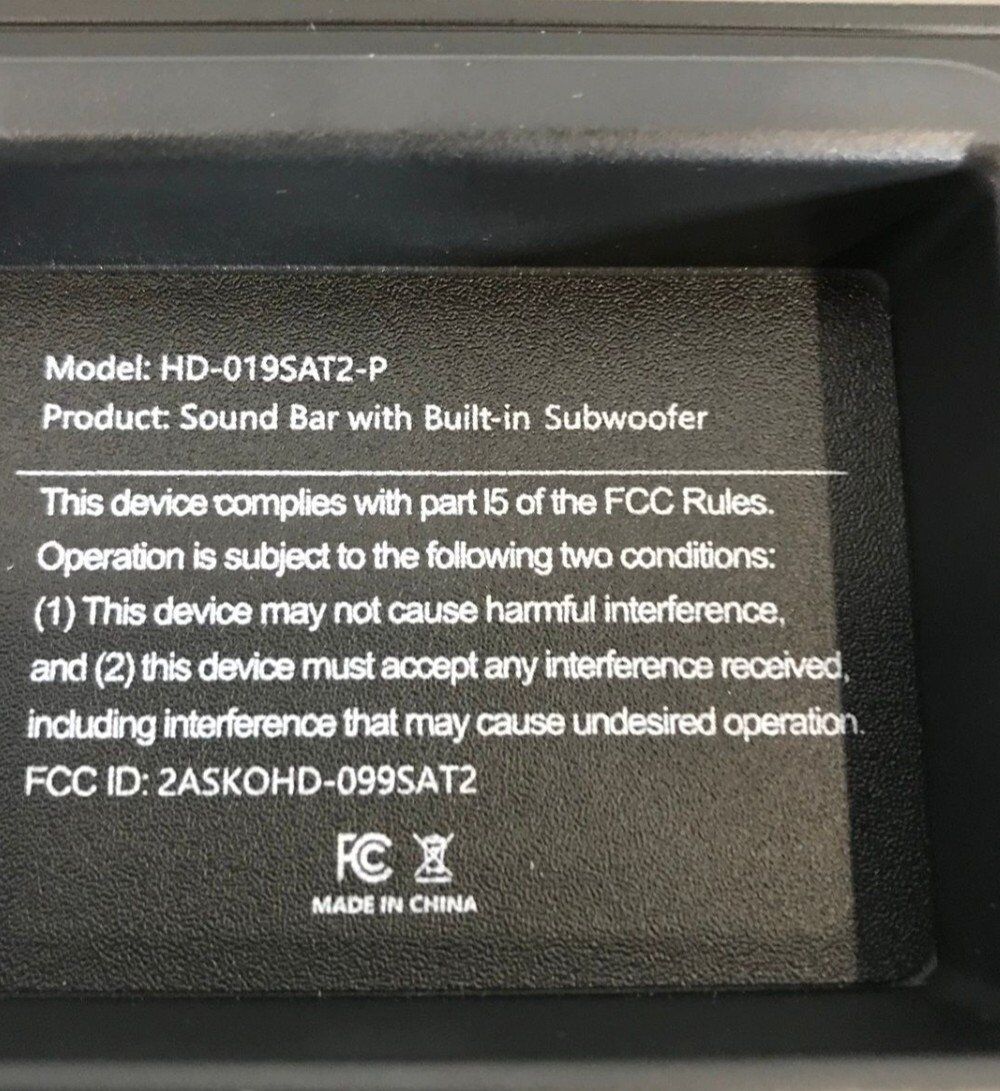 Model: HD-019SAT2-P
Product: Sound Bar with Built-in Subwoofer
This device complies with part I5 of the FCC Rules.
Operation is subject to the following two conditions:
(1) This device may not cause harmful interference,
and (2) this device must accept any interference received,
including interference that may cause undesired operation.
FCC ID: 2ASKOHD-099SAT2
FC
MADE IN CHINA